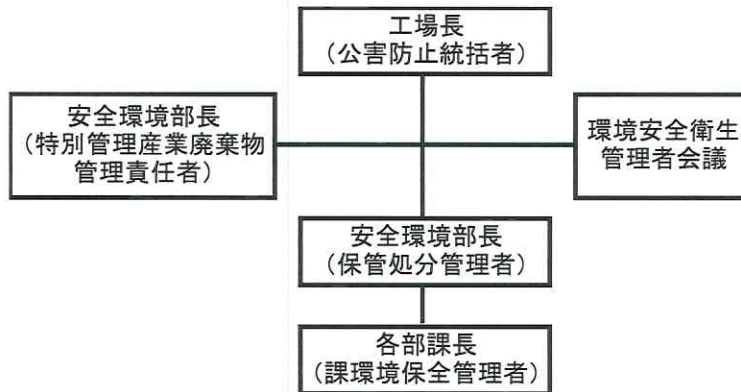 工場長
（公害防止統括者）
安全環境部長
（特別管理産業廃棄物
管理責任者）
環境安全衛生
管理者会議
安全環境部長
（保管処分管理者）
各部課長
（課環境保全管理者）